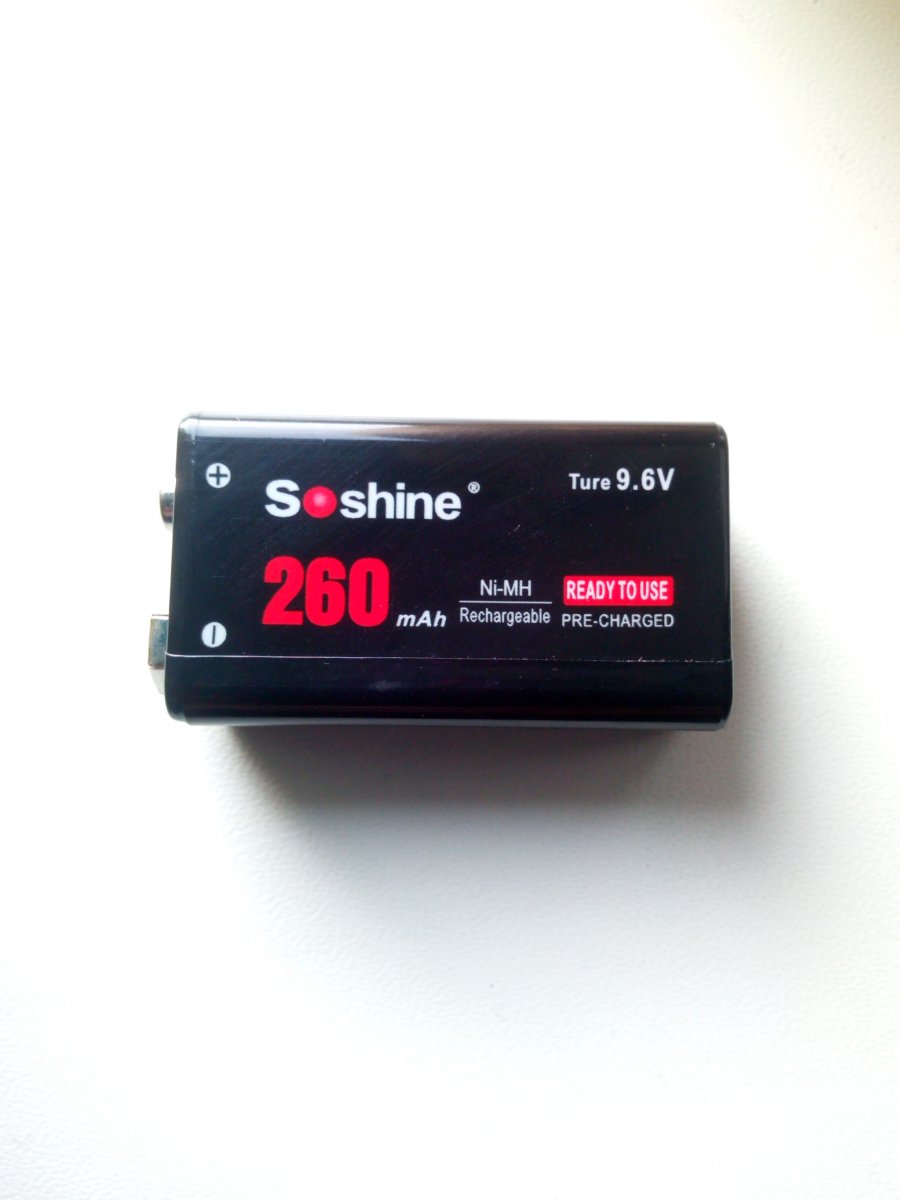 Soshine®
Ture 9.6V
260 mAh
Ni-MH
Rechargeable
READY TO USE
PRE-CHARGED